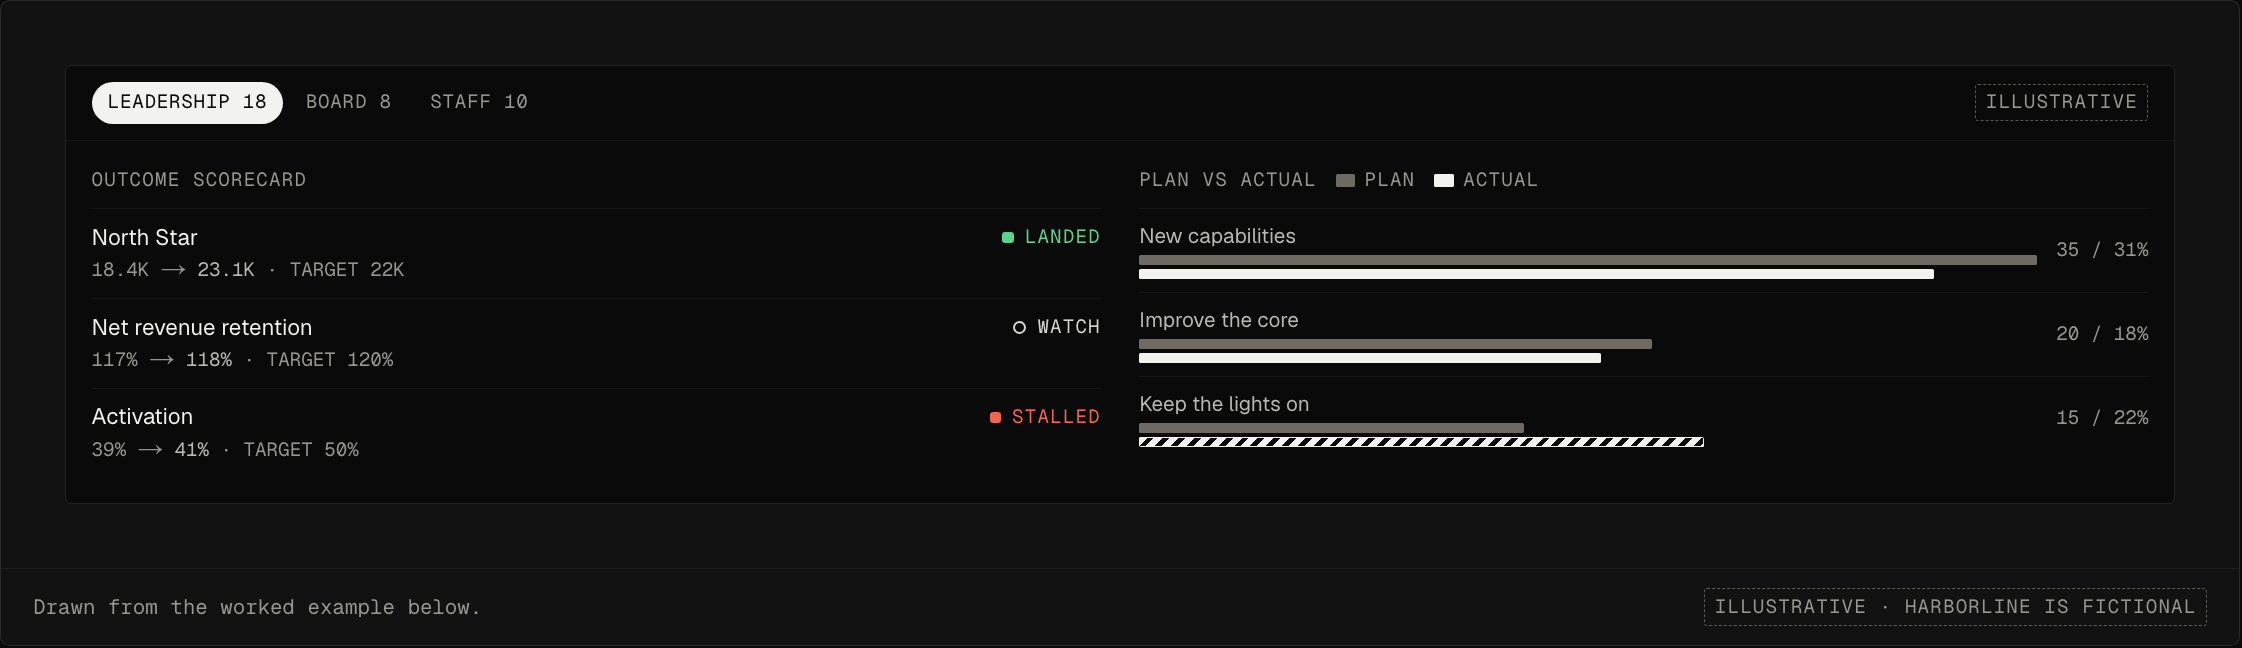 LEADERSHIP 18 BOARD 8 STAFF 10 ILLUSTRATIVE
OUTCOME SCORECARD
North Star LANDED
18.4K → 23.1K · TARGET 22K
Net revenue retention WATCH
117% → 118% · TARGET 120%
Activation STALLED
39% → 41% · TARGET 50%
PLAN VS ACTUAL PLAN ACTUAL
New capabilities
35 / 31%
Improve the core
20 / 18%
Keep the lights on
15 / 22%
Drawn from the worked example below.
ILLUSTRATIVE · HARBORLINE IS FICTIONAL